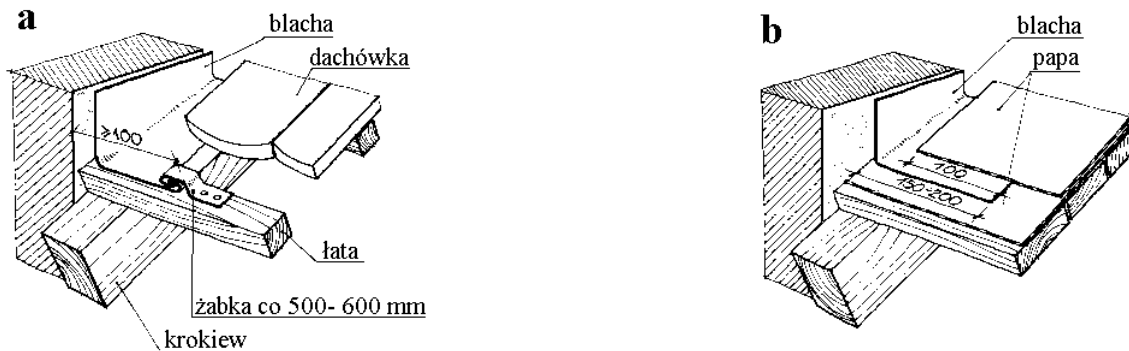 a
blacha
dachówka
≥100
łata
żabka co 500- 600 mm
krokiew
b
blacha
papa
100
150-200